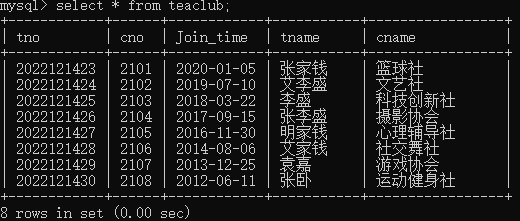 mysql> select * from teaclub;
+------------+------+------------+--------+--------------+
| tno | cno | Join_time | tname | cname |
+------------+------+------------+--------+--------------+
| 2022121423 | 2101 | 2020-01-05 | 张家钱 | 篮球社 |
| 2022121424 | 2102 | 2019-07-10 | 文李盛 | 文艺社 |
| 2022121425 | 2103 | 2018-03-22 | 李盛 | 科技创新社 |
| 2022121426 | 2104 | 2017-09-15 | 张李盛 | 摄影协会 |
| 2022121427 | 2105 | 2016-11-30 | 明家钱 | 心理辅导社 |
| 2022121428 | 2106 | 2014-08-06 | 文家钱 | 社交舞社 |
| 2022121429 | 2107 | 2013-12-25 | 袁嘉 | 游戏协会 |
| 2022121430 | 2108 | 2012-06-11 | 张卧 | 运动健身社 |
+------------+------+------------+--------+--------------+
8 rows in set (0.00 sec)